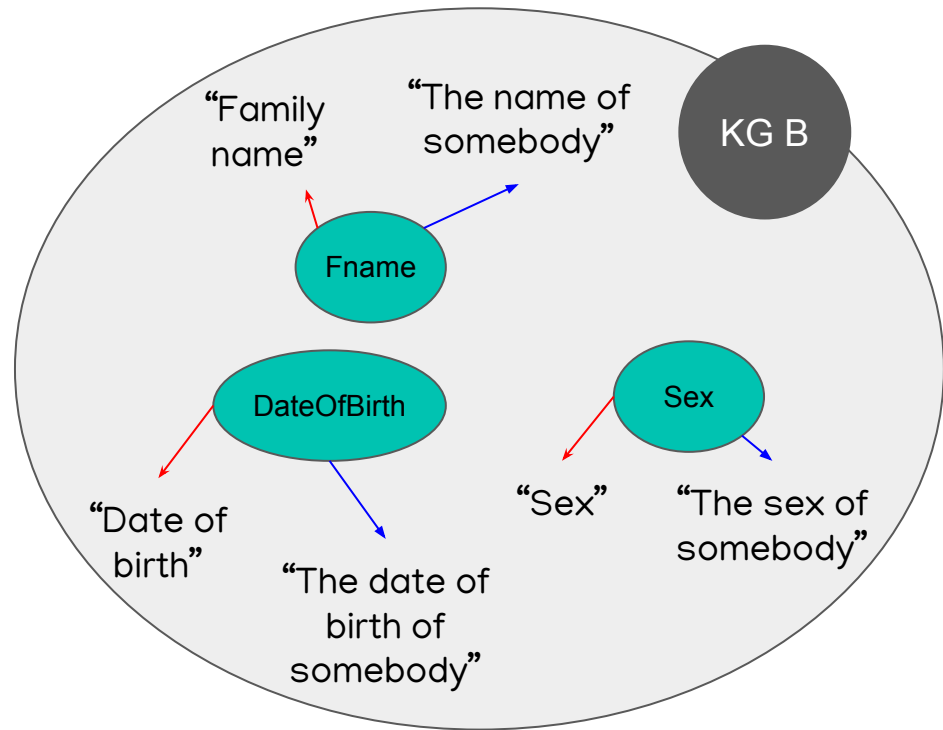 “Family
name”
“The name of
somebody”
KG B
Fname
DateOfBirth
Sex
“Date of
birth”
“The date of
birth of
somebody”
“Sex”
“The sex of
somebody”